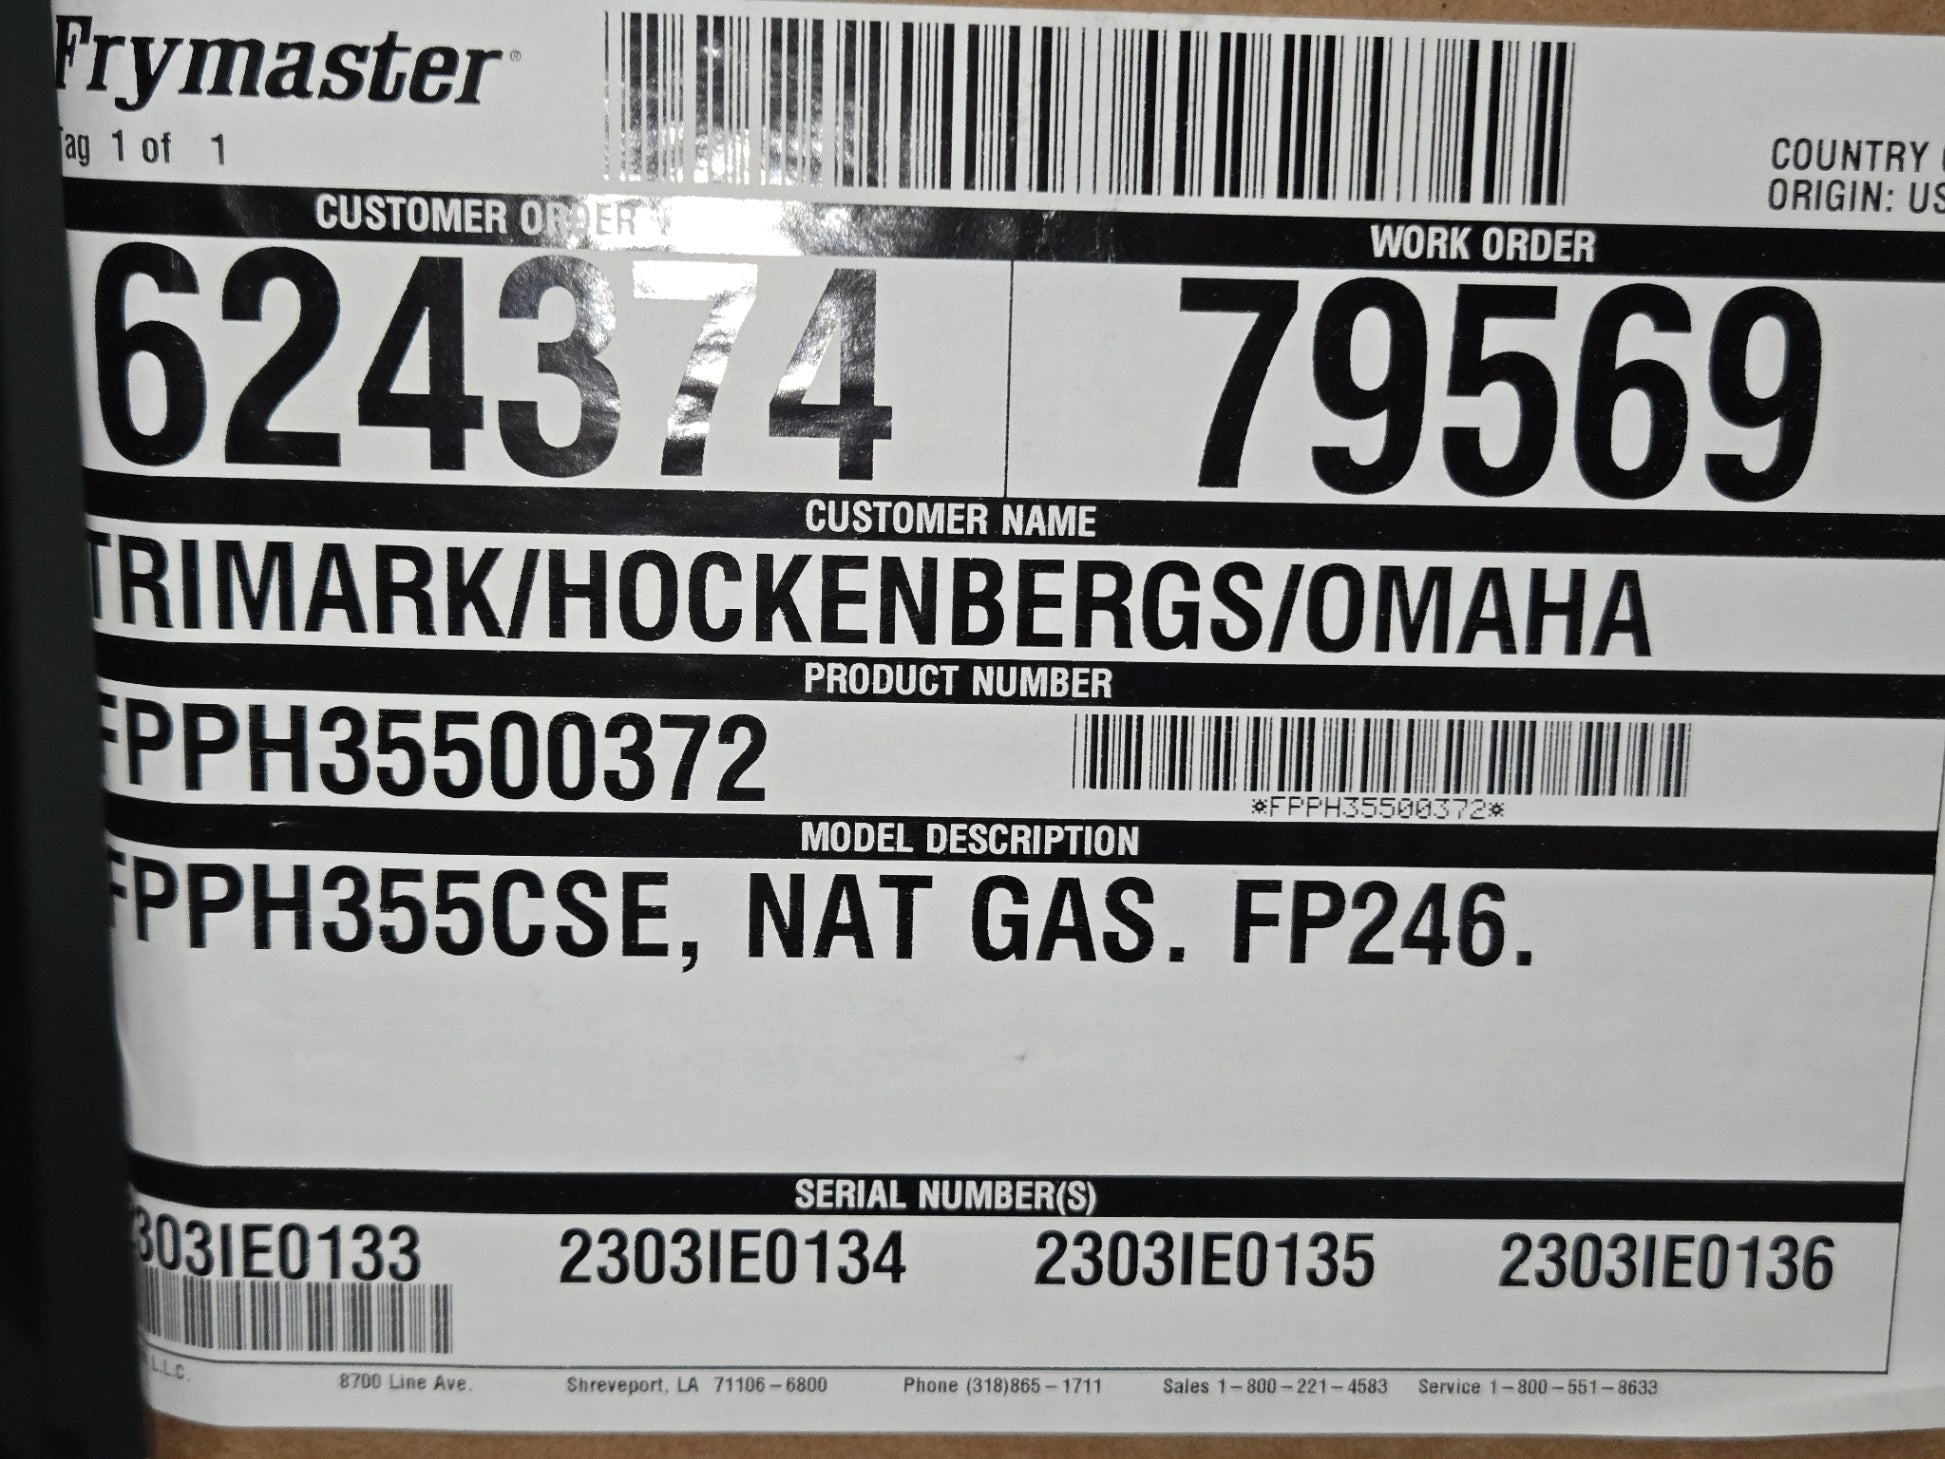 Frymaster®
Tag 1 of 1
COUNTRY
ORIGIN: US
CUSTOMER ORDER
WORK ORDER
624374
79569
CUSTOMER NAME
TRIMARK/HOCKENBERGS/OMAHA
PRODUCT NUMBER
FPPH35500372
*FPPH35500372*
MODEL DESCRIPTION
FPPH355CSE, NAT GAS. FP246.
SERIAL NUMBER(S)
2303IE0133 2303IE0134 2303IE0135 2303IE0136
L.L.C. 8700 Line Ave. Shreveport, LA 71106-6800 Phone (318)865-1711 Sales 1-800-221-4583 Service 1-800-551-8633